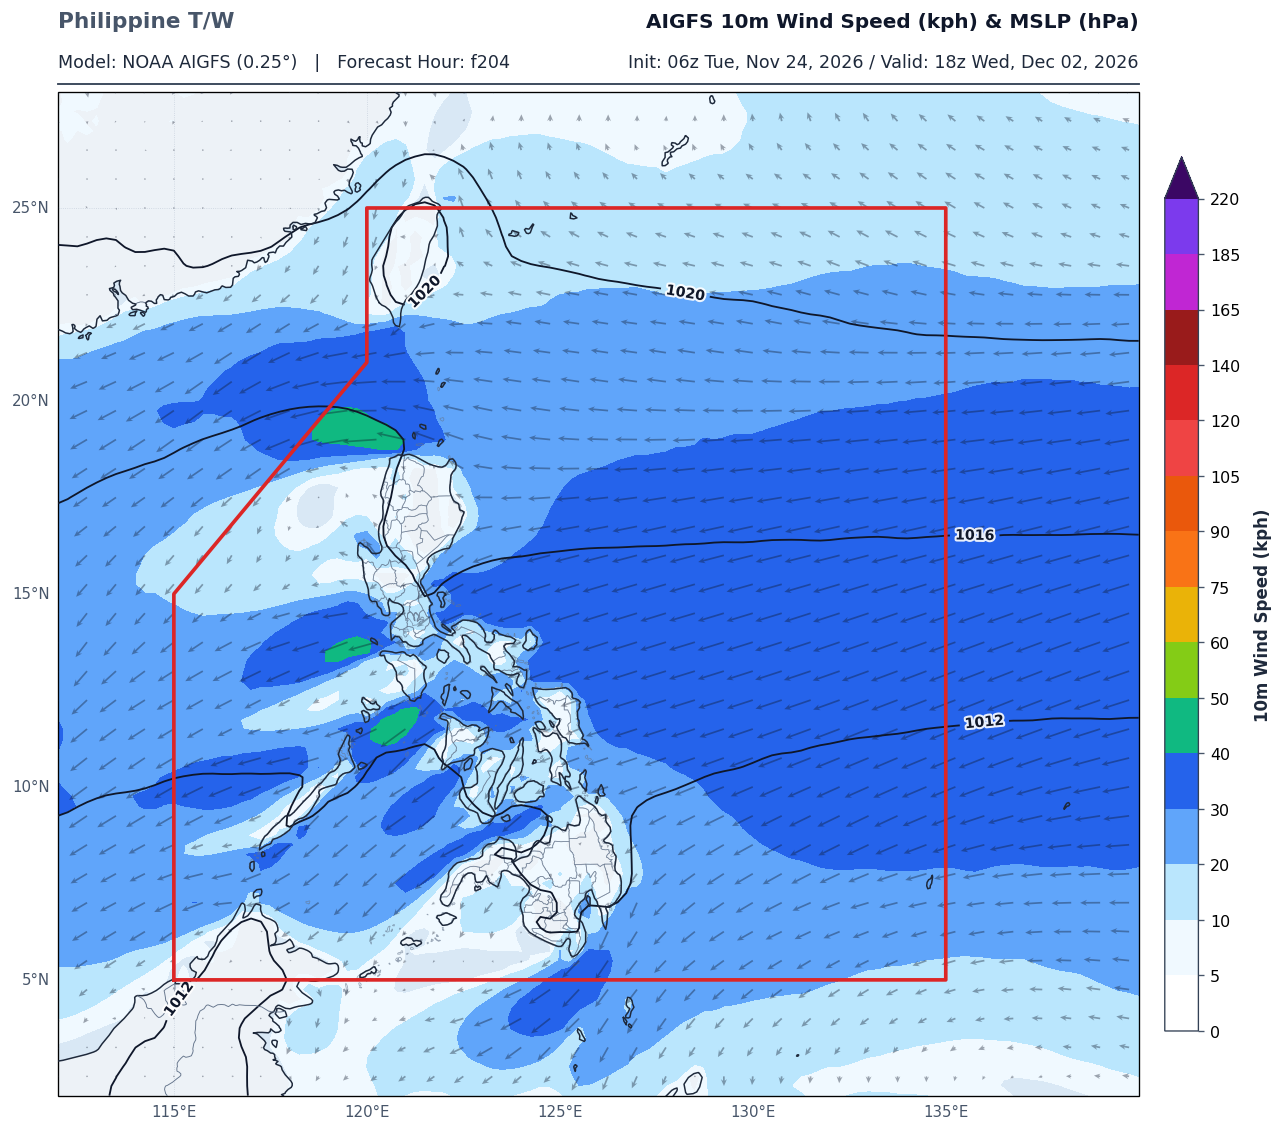 Philippine T/W
AIGFS 10m Wind Speed (kph) & MSLP (hPa)
Model: NOAA AIGFS (0.25°)   |   Forecast Hour: f204
Init: 06z Tue, Nov 24, 2026 / Valid: 18z Wed, Dec 02, 2026
25°N
20°N
15°N
10°N
5°N
115°E
120°E
125°E
130°E
135°E
1020
1020
1016
1012
1012
220
185
165
140
120
105
90
75
60
50
40
30
20
10
5
0
10m Wind Speed (kph)